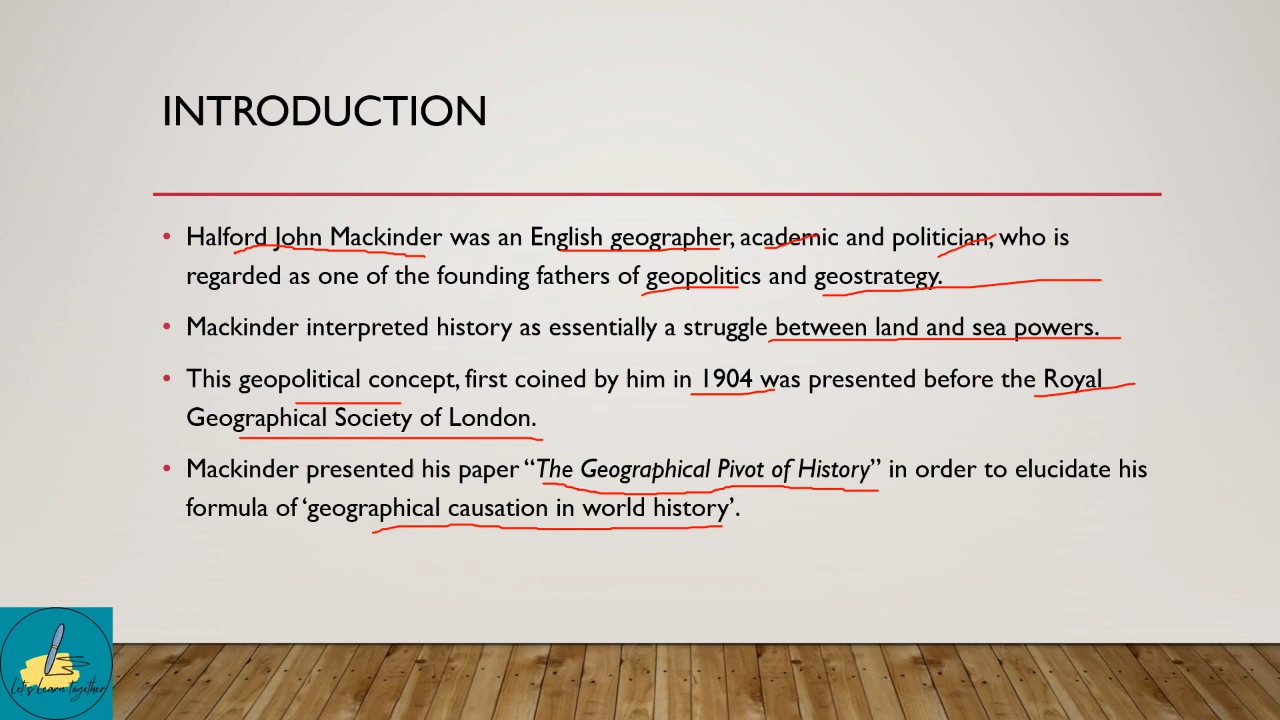 INTRODUCTION
• Halford John Mackinder was an English geographer, academic and politician, who is
regarded as one of the founding fathers of geopolitics and geostrategy.
• Mackinder interpreted history as essentially a struggle between land and sea powers.
• This geopolitical concept, first coined by him in 1904 was presented before the Royal
Geographical Society of London.
• Mackinder presented his paper “The Geographical Pivot of History” in order to elucidate his
formula of ‘geographical causation in world history’.
Let's Learn Together